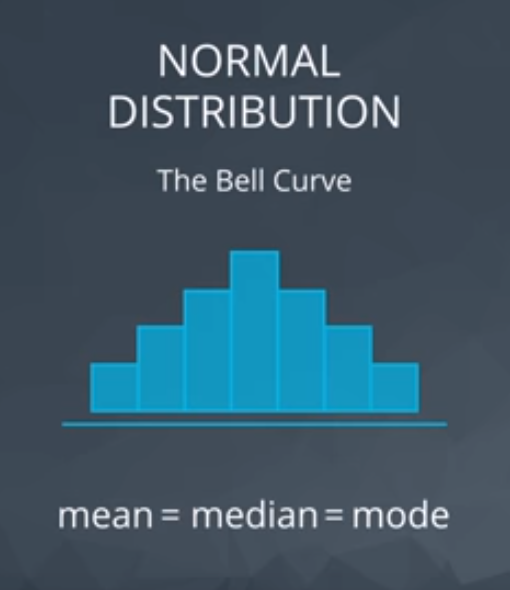 NORMAL
DISTRIBUTION
The Bell Curve
mean = median = mode